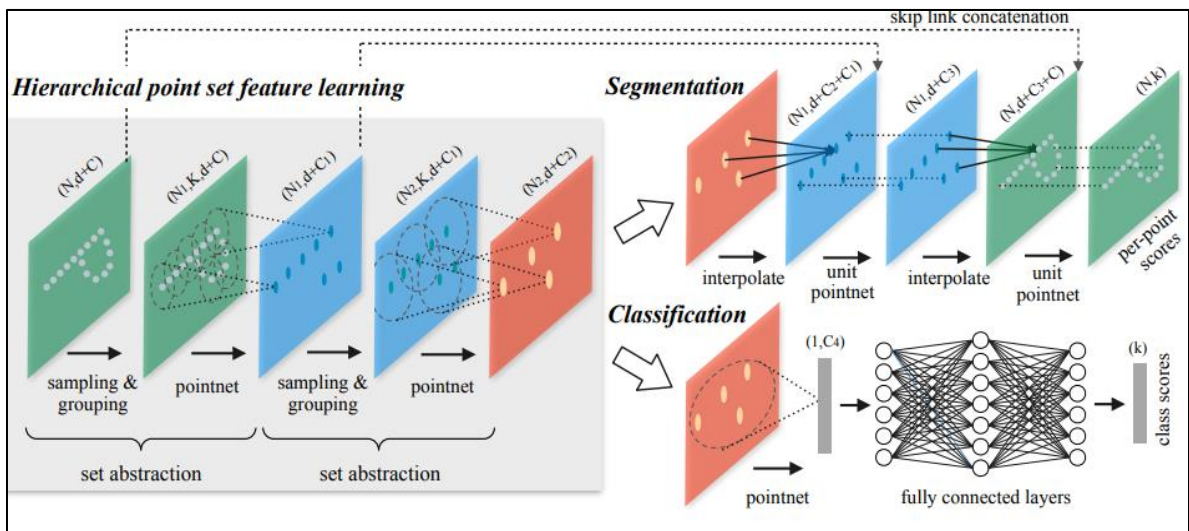 skip link concatenation
Hierarchical point set feature learning
Segmentation
(N,d+C)
(N1,K,d+C)
(N1,d+C1)
(N2,K,d+C1)
(N2,d+C2)
(N1,d+C2+C1)
(N1,d+C3)
(N,d+C3+C)
(N,k)
per-point
scores
interpolate
unit
pointnet
interpolate
unit
pointnet
sampling &
grouping
pointnet
sampling &
grouping
pointnet
set abstraction
set abstraction
Classification
(1,C4)
(k)
class scores
pointnet
fully connected layers